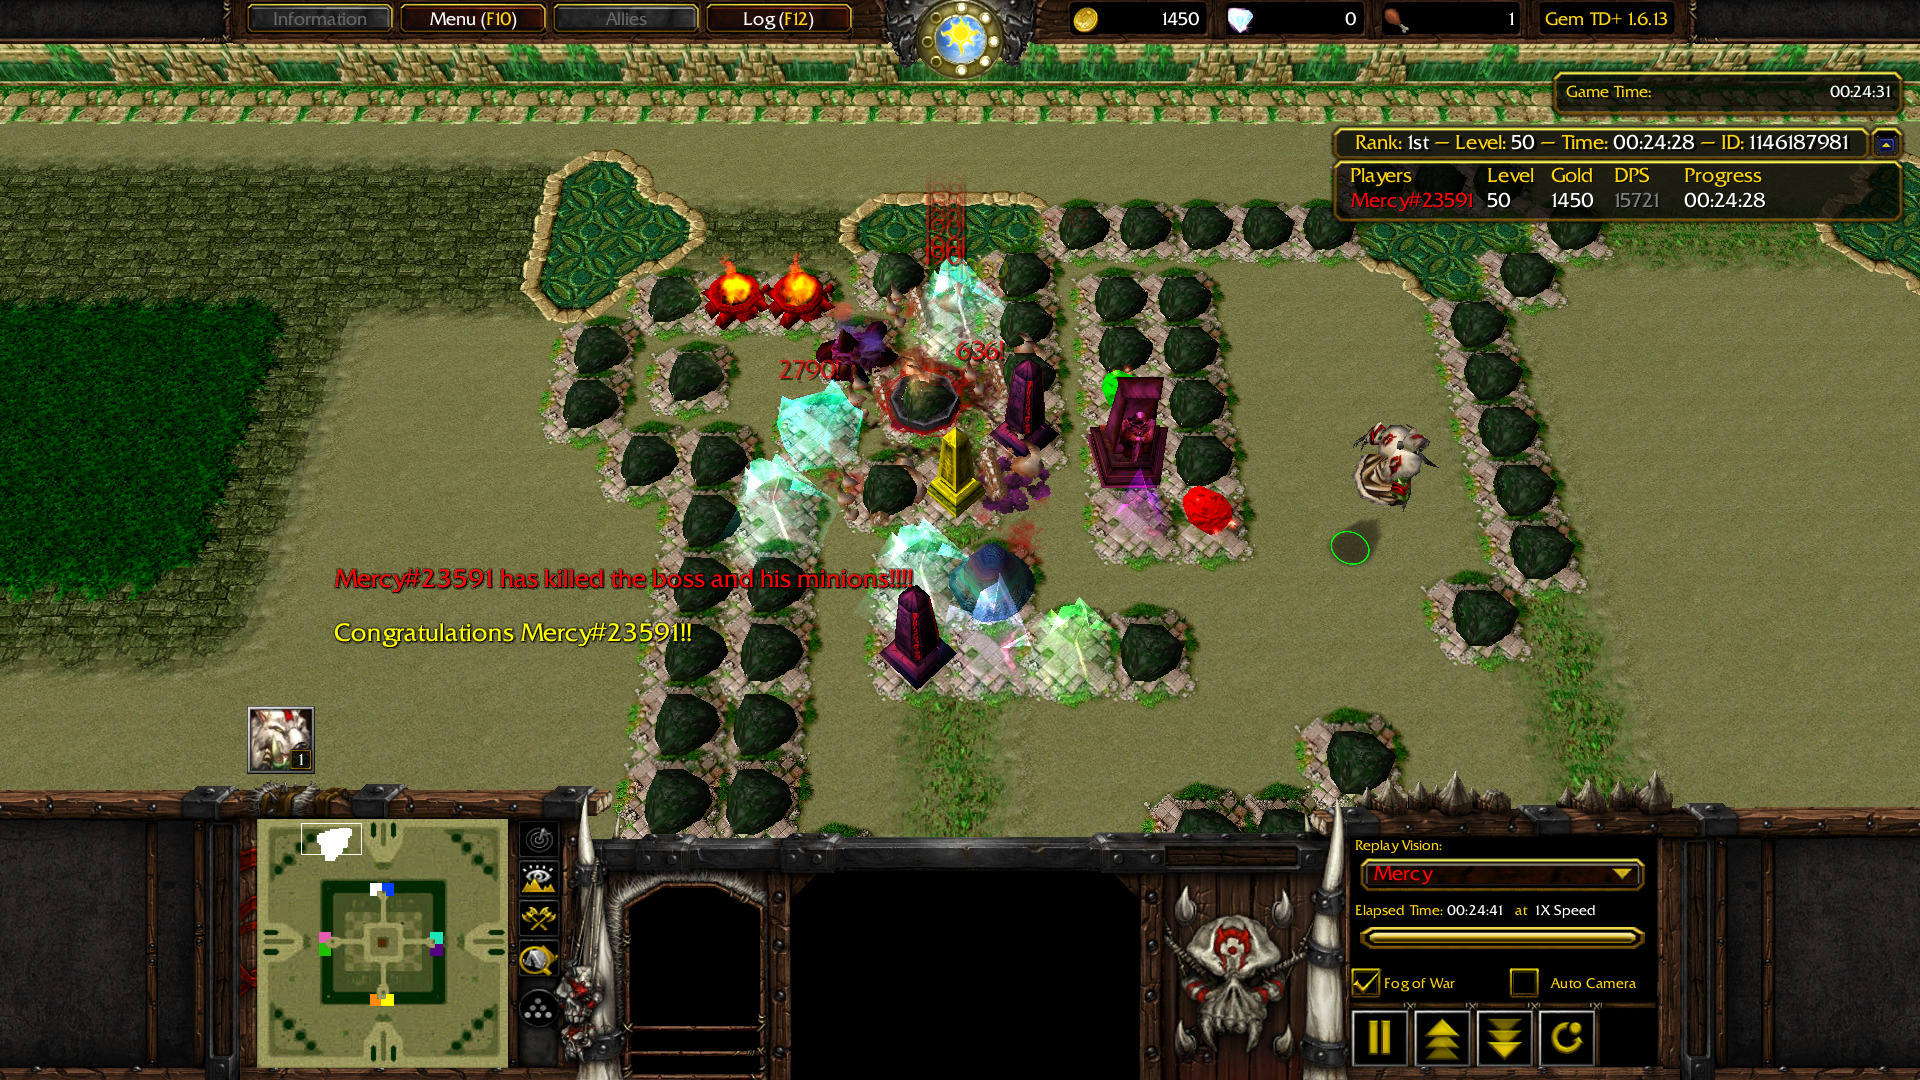 Information
Menu (F10)
Allies
Log (F12)
1450
0
1
Gem TD+ 1.6.13
Game Time: 00:24:31
Rank: 1st – Level: 50 – Time: 00:24:28 – ID: 1146187981
Players Level Gold DPS Progress
Mercy#23591 50 1450 15721 00:24:28
636!
2790!
Mercy#23591 has killed the boss and his minions!!!!
Congratulations Mercy#23591!!
1
Replay Vision:
Mercy
Elapsed Time: 00:24:41 at 1X Speed
Fog of War
Auto Camera